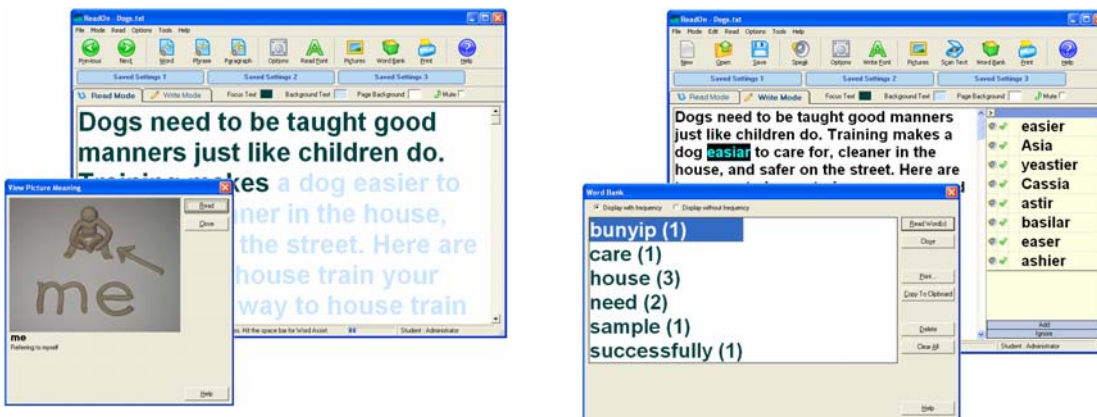 ReadOn - Dogs.txt
File Mode Read Options Tools Help
Previous Next Word Phrase Paragraph Options Read Font Pictures Word Bank Print Help
Saved Settings 1 Saved Settings 2 Saved Settings 3
Read Mode Write Mode Focus Text Background Text Page Background Mute
Dogs need to be taught good
manners just like children do.
Training makes a dog easier to
ner in the house,
the street. Here are
house train your
way to house train
es. Hit the space bar for Word Assist Student : Administrator
View Picture Meaning
Read
Close
me
me
Referring to myself
Help
ReadOn - Dogs.txt
File Mode Edit Read Options Tools Help
New Open Save Speak Options Write Font Pictures Scan Text Word Bank Print Help
Saved Settings 1 Saved Settings 2 Saved Settings 3
Read Mode Write Mode Focus Text Background Text Page Background Mute
Dogs need to be taught good manners
just like children do. Training makes a
dog easiar to care for, cleaner in the
house, and safer on the street. Here are
easier
Asia
yeastier
Cassia
astir
basilar
easer
ashier
Add
Ignore
Student : Administrator
Word Bank
Display with frequency Display without frequency
bunyip (1)
care (1)
house (3)
need (2)
sample (1)
successfully (1)
Read Word(s)
Close
Print...
Copy To Clipboard
Delete
Clear All
Help